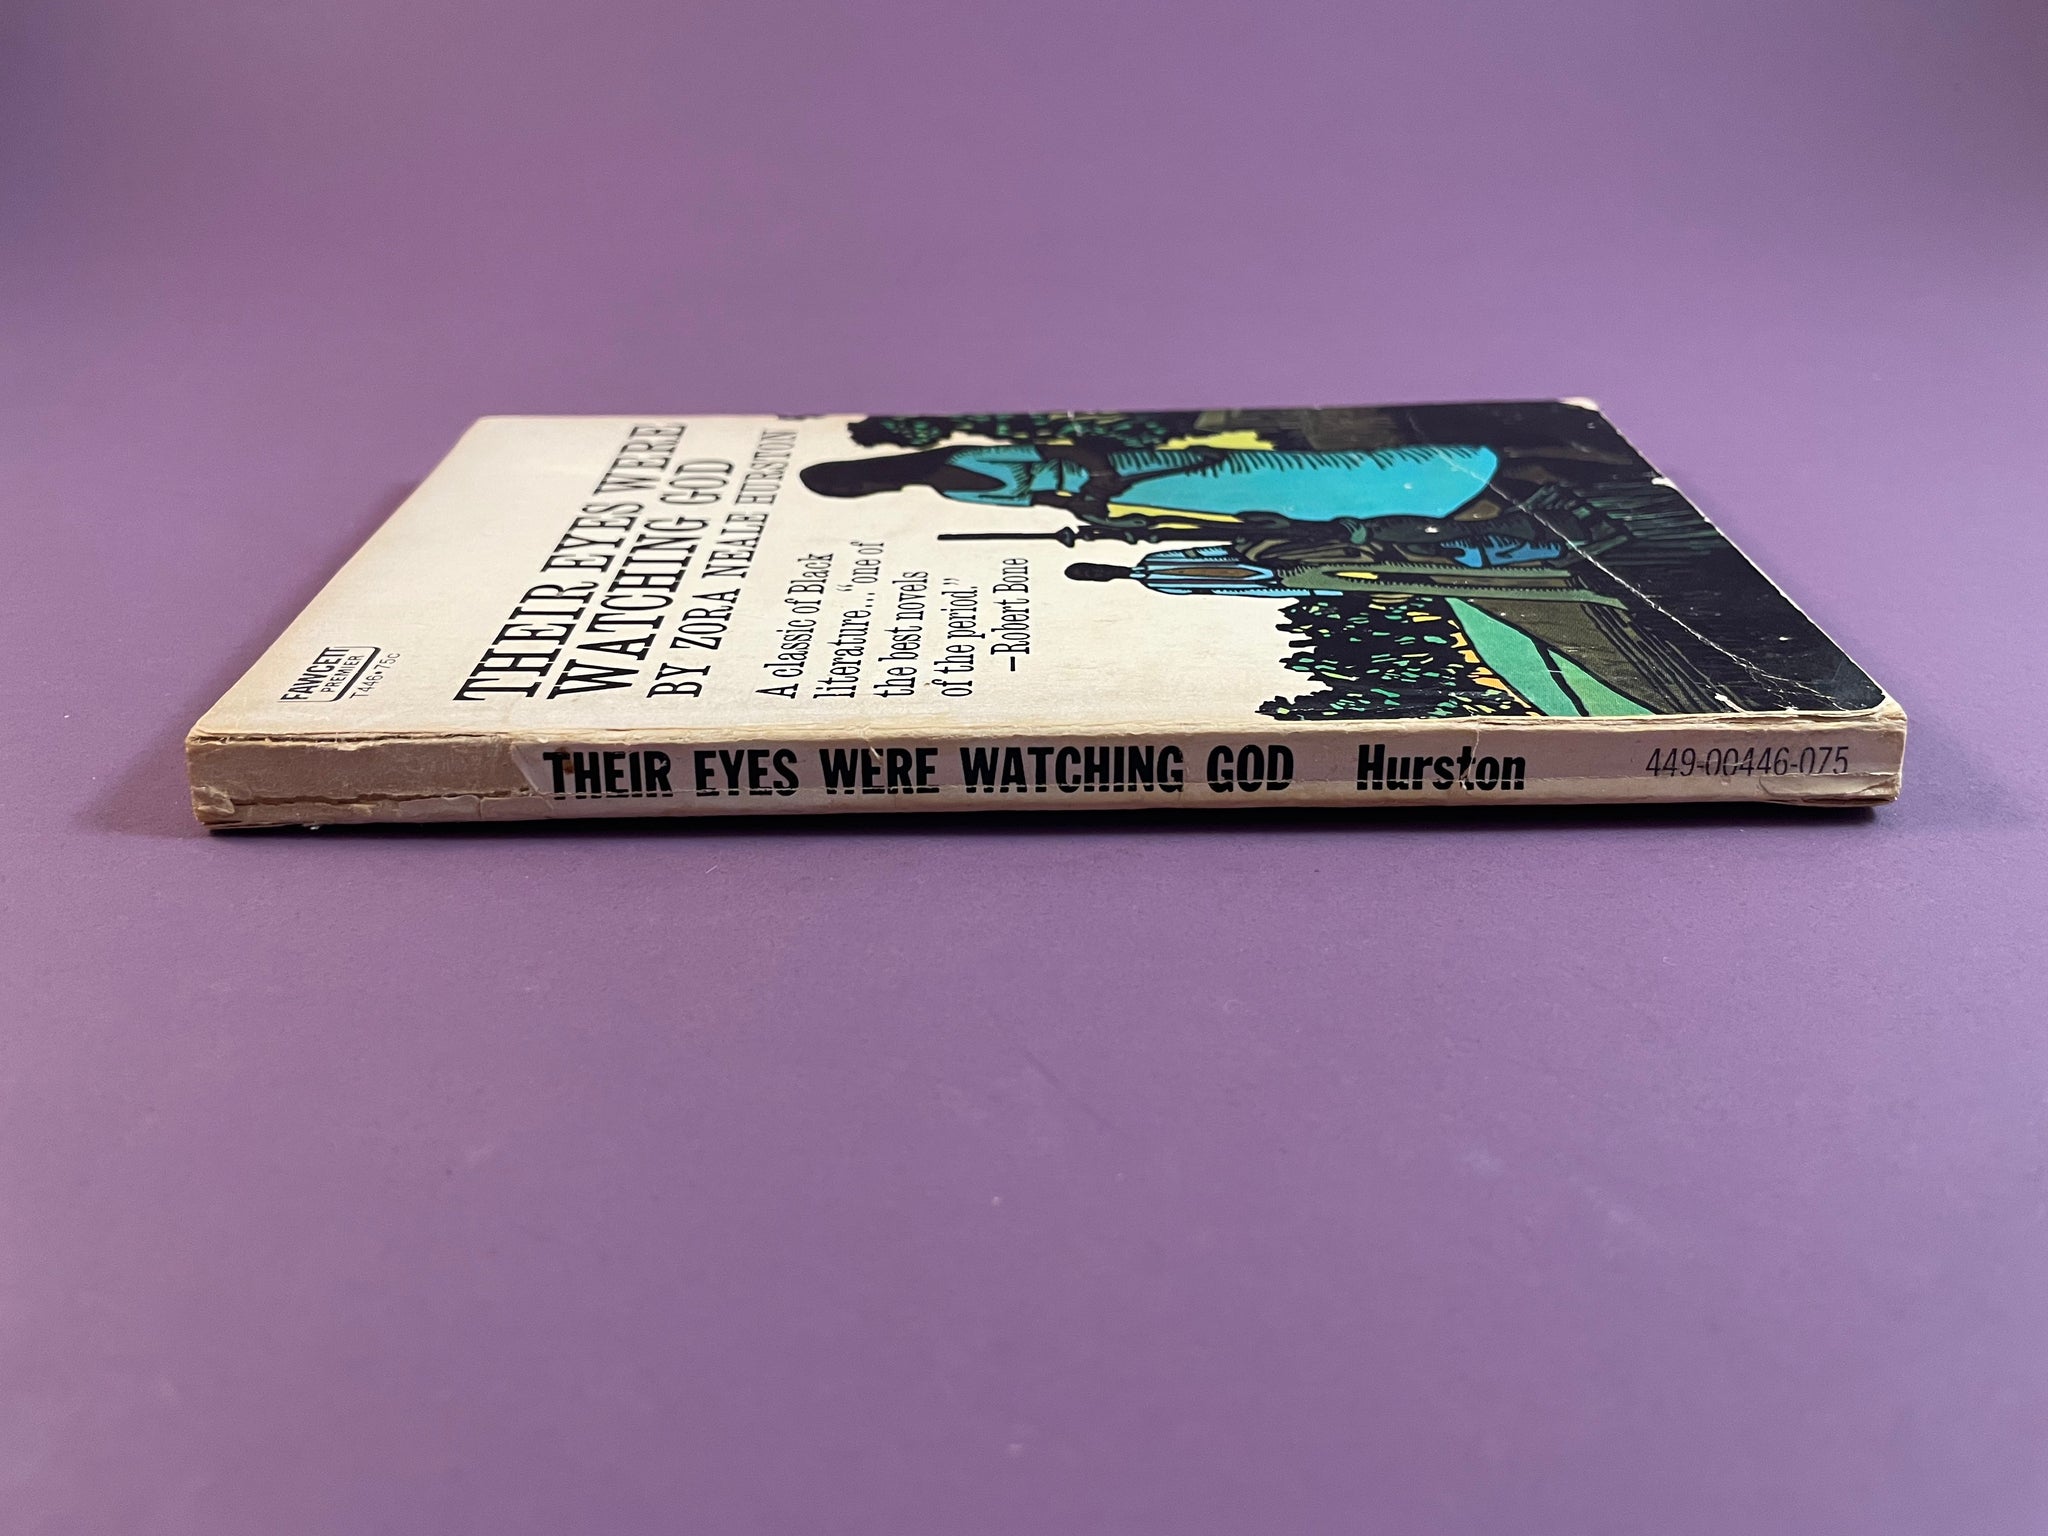 FAWCETT
PREMIER
T446•75c
THEIR EYES WERE
WATCHING GOD
BY ZORA NEALE HURSTON
A classic of Black
literature... "one of
the best novels
of the period."
—Robert Bone
THEIR EYES WERE WATCHING GOD Hurston 449-00446-075